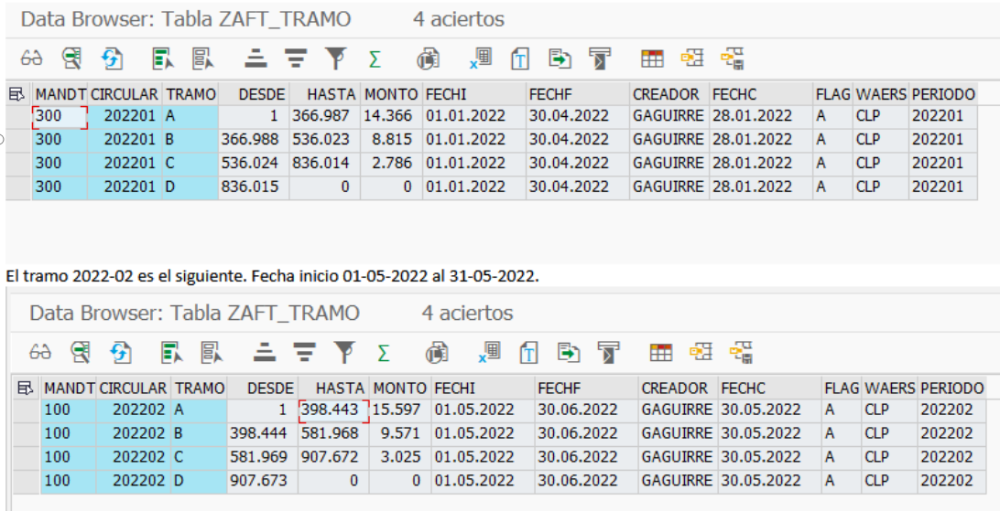 Data Browser: Tabla ZAFT_TRAMO 4 aciertos
MANDT CIRCULAR TRAMO DESDE HASTA MONTO FECHI FECHF CREADOR FECHC FLAG WAERS PERIODO
300 202201 A 1 366.987 14.366 01.01.2022 30.04.2022 GAGUIRRE 28.01.2022 A CLP 202201
300 202201 B 366.988 536.023 8.815 01.01.2022 30.04.2022 GAGUIRRE 28.01.2022 A CLP 202201
300 202201 C 536.024 836.014 2.786 01.01.2022 30.04.2022 GAGUIRRE 28.01.2022 A CLP 202201
300 202201 D 836.015 0 0 01.01.2022 30.04.2022 GAGUIRRE 28.01.2022 A CLP 202201
El tramo 2022-02 es el siguiente. Fecha inicio 01-05-2022 al 31-05-2022.
Data Browser: Tabla ZAFT_TRAMO 4 aciertos
MANDT CIRCULAR TRAMO DESDE HASTA MONTO FECHI FECHF CREADOR FECHC FLAG WAERS PERIODO
100 202202 A 1 398.443 15.597 01.05.2022 30.06.2022 GAGUIRRE 30.05.2022 A CLP 202202
100 202202 B 398.444 581.968 9.571 01.05.2022 30.06.2022 GAGUIRRE 30.05.2022 A CLP 202202
100 202202 C 581.969 907.672 3.025 01.05.2022 30.06.2022 GAGUIRRE 30.05.2022 A CLP 202202
100 202202 D 907.673 0 0 01.05.2022 30.06.2022 GAGUIRRE 30.05.2022 A CLP 202202